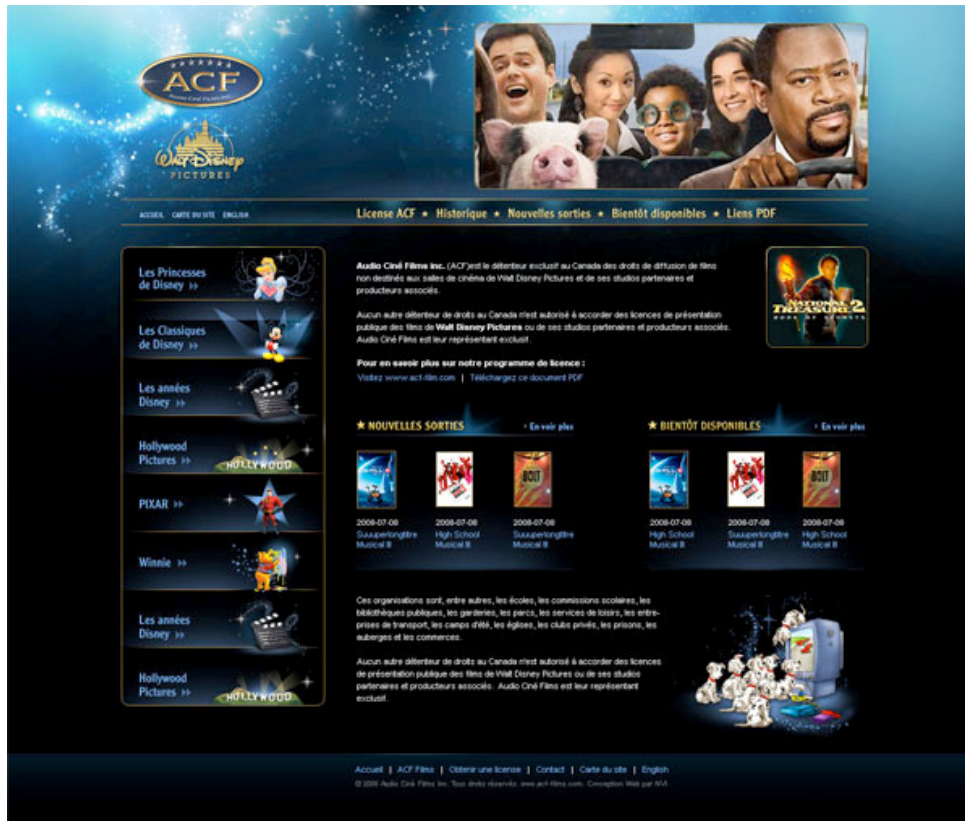 ACF
Audio Ciné Films Inc.
WALT DISNEY
PICTURES
ACCUEIL CARTE DU SITE ENGLISH
License ACF ★ Historique ★ Nouvelles sorties ★ Bientôt disponibles ★ Liens PDF
Les Princesses
de Disney
Les Classiques
de Disney
Les années
Disney
Hollywood
Pictures
HOLLYWOOD
PIXAR
Winnie
Les années
Disney
Hollywood
Pictures
HOLLYWOOD
Audio Ciné Films inc. (ACF)est le détenteur exclusif au Canada des droits de diffusion de films
non destinés aux salles de cinéma de Walt Disney Pictures et de ses studios partenaires et
producteurs associés.
Aucun autre détenteur de droits au Canada n'est autorisé à accorder des licences de présentation
publique des films de Walt Disney Pictures ou de ses studios partenaires et producteurs associés.
Audio Ciné Films est leur représentant exclusif.
Pour en savoir plus sur notre programme de licence :
Visitez www.acf-film.com | Téléchargez ce document PDF
NATIONAL
TREASURE 2
BOOK OF SECRETS
★ NOUVELLES SORTIES
En voir plus
WALL-E
BOLT
2008-07-08
Suuuperlongtitre
Musical III
2008-07-08
High School
Musical III
2008-07-08
Suuuperlongtitre
Musical III
★ BIENTÔT DISPONIBLES
En voir plus
WALL-E
BOLT
2008-07-08
High School
Musical III
2008-07-08
Suuuperlongtitre
Musical III
2008-07-08
High School
Musical III
Ces organisations sont, entre autres, les écoles, les commissions scolaires, les
bibliothèques publiques, les garderies, les parcs, les services de loisirs, les entre-
prises de transport, les camps d'été, les églises, les clubs privés, les prisons, les
auberges et les commerces.
Aucun autre détenteur de droits au Canada n'est autorisé à accorder des licences
de présentation publique des films de Walt Disney Pictures ou de ses studios
partenaires et producteurs associés. Audio Ciné Films est leur représentant
exclusif.
Accueil | ACF Films | Obtenir une license | Contact | Carte du site | English
© 2008 Audio Ciné Films Inc. Tous droits réservés. www.acf-films.com. Conception Web par NVI